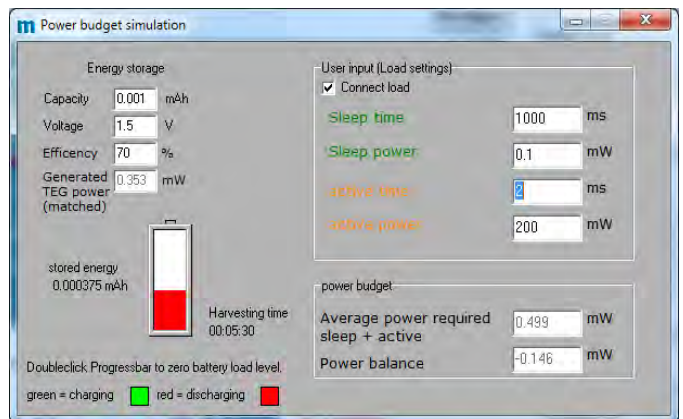 m Power budget simulation
Energy storage
Capacity 0.001 mAh
Voltage 1.5 V
Efficency 70 %
Generated 0.353 mW
TEG power
(matched)
stored energy
0.000375 mAh
Harvesting time
00:05:30
Doubleclick Progressbar to zero battery load level.
green = charging red = discharging
User input (Load settings)
Connect load
Sleep time 1000 ms
Sleep power 0.1 mW
Active time 2 ms
Active power 200 mW
power budget
Average power required 0.499 mW
sleep + active
Power balance -0.146 mW